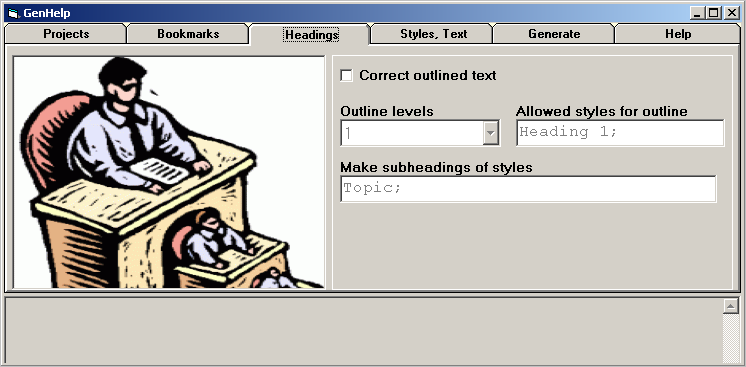 GenHelp
Projects Bookmarks Headings Styles, Text Generate Help
Correct outlined text
Outline levels Allowed styles for outline
1 Heading 1;
Make subheadings of styles
Topic;